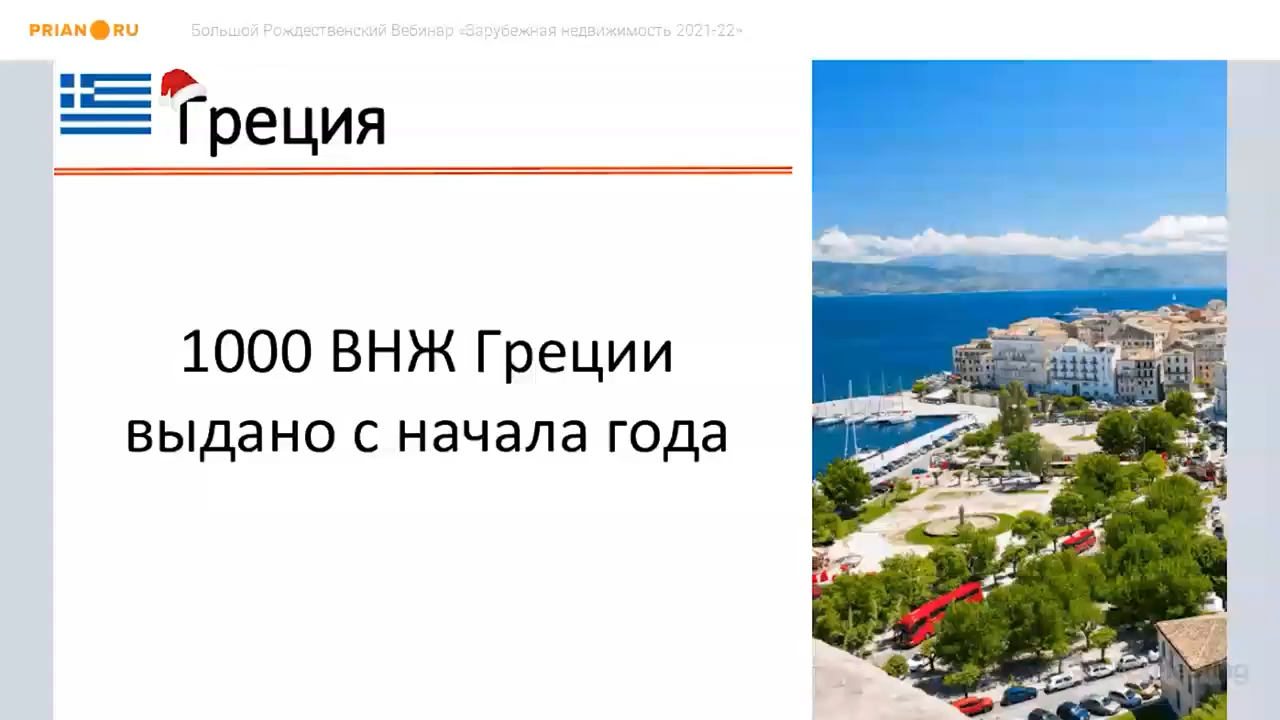 PRIAN RU
Большой Рождественский Вебинар «Зарубежная недвижимость 2021-22»
Греция
1000 ВНЖ Греции
выдано с начала года